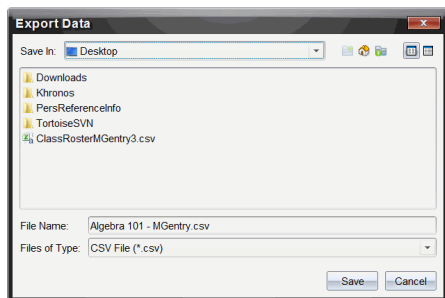 Export Data
Save In: Desktop
Downloads
Khronos
PersReferenceInfo
TortoiseSVN
ClassRosterMGentry3.csv
File Name: Algebra 101 - MGentry.csv
Files of Type: CSV File (*.csv)
Save Cancel